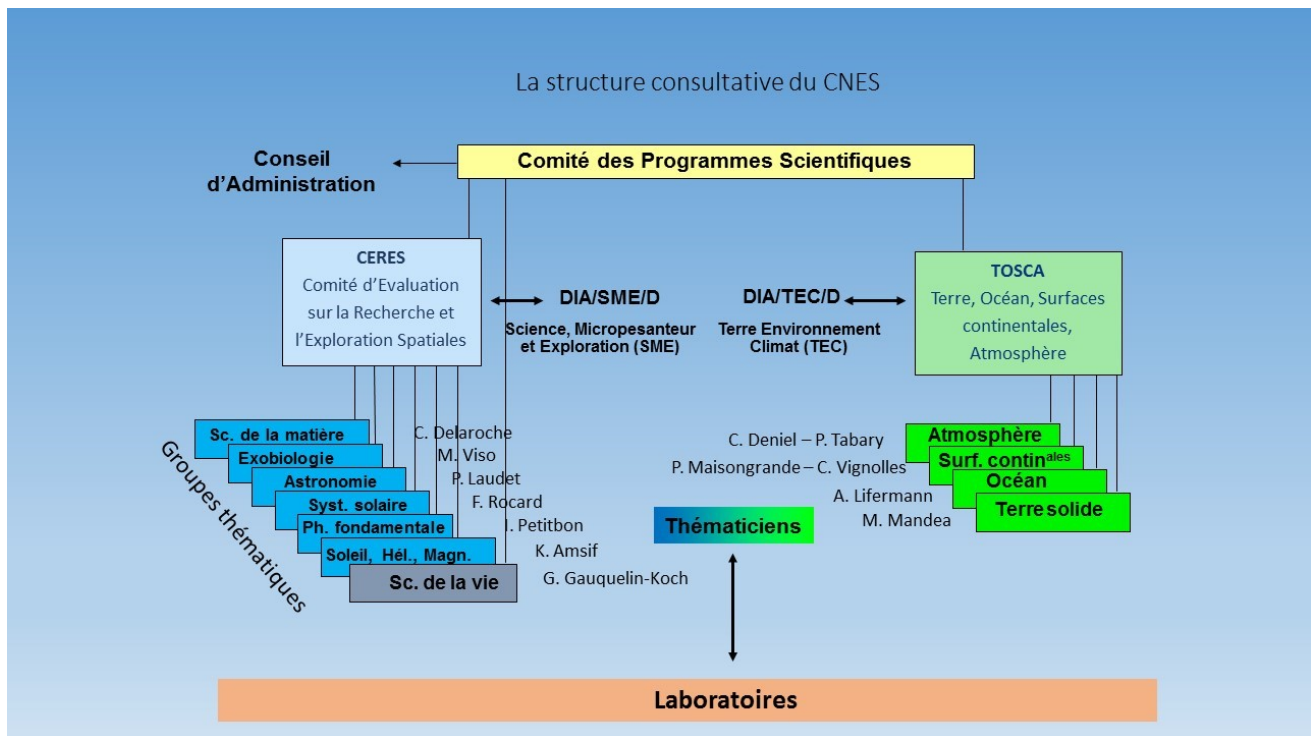 La structure consultative du CNES
Comité des Programmes Scientifiques
Conseil
d’Administration
CERES
Comité d’Evaluation
sur la Recherche et
l’Exploration Spatiales
DIA/SME/D
Science, Micropesanteur
et Exploration (SME)
DIA/TEC/D
Terre Environnement
Climat (TEC)
TOSCA
Terre, Océan, Surfaces
continentales,
Atmosphère
Groupes thématiques
Sc. de la matière
Exobiologie
Astronomie
Syst. solaire
Ph. fondamentale
Soleil, Hél., Magn.
Sc. de la vie
C. Delaroche
M. Viso
P. Laudet
F. Rocard
I. Petitbon
K. Amsif
G. Gauquelin-Koch
C. Deniel – P. Tabary
P. Maisongrande – C. Vignolles
A. Lifermann
M. Mandea
Atmosphère
Surf. continales
Océan
Terre solide
Thématiciens
Laboratoires